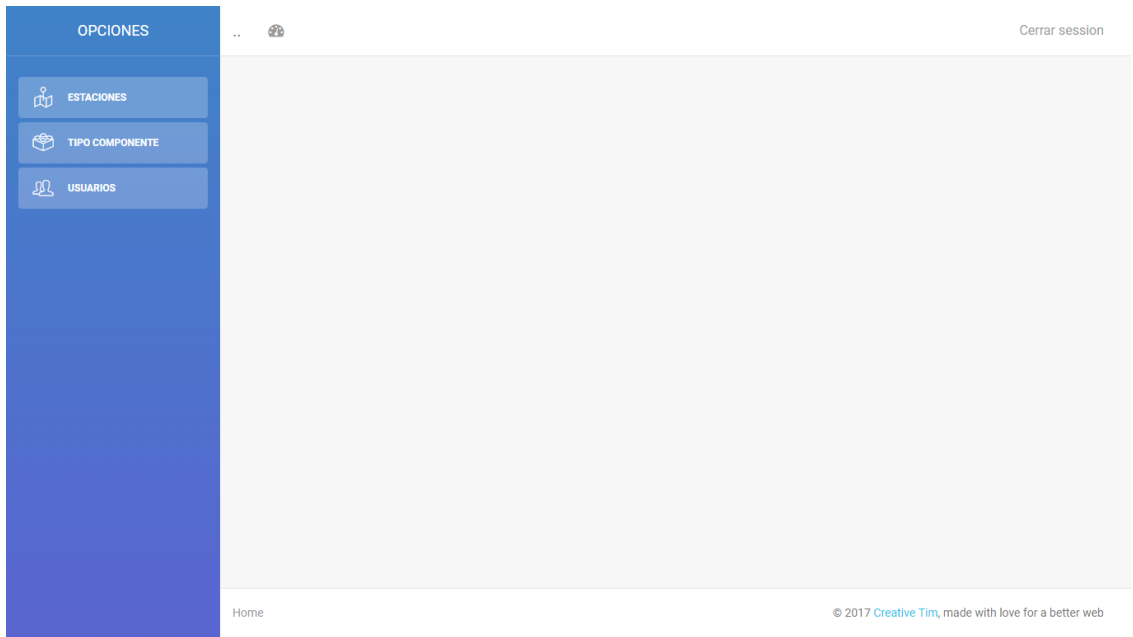 OPCIONES
ESTACIONES
TIPO COMPONENTE
USUARIOS
..
Cerrar session
Home
© 2017 Creative Tim, made with love for a better web